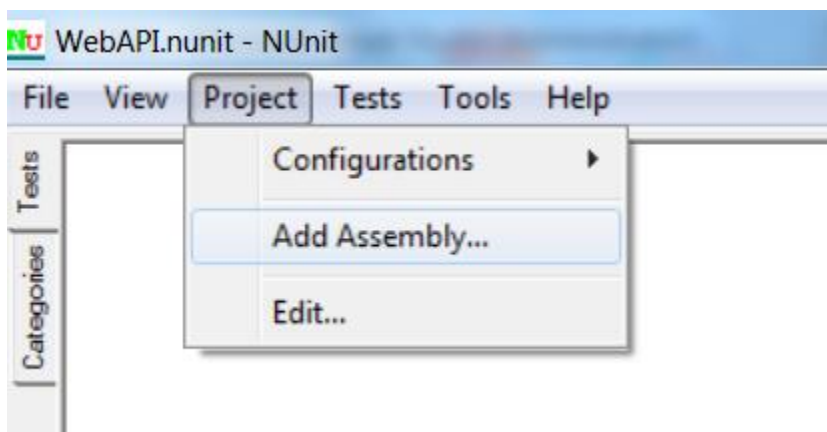 NU WebAPI.nunit - NUnit
File View Project Tests Tools Help
Tests
Categories
Configurations
Add Assembly...
Edit...